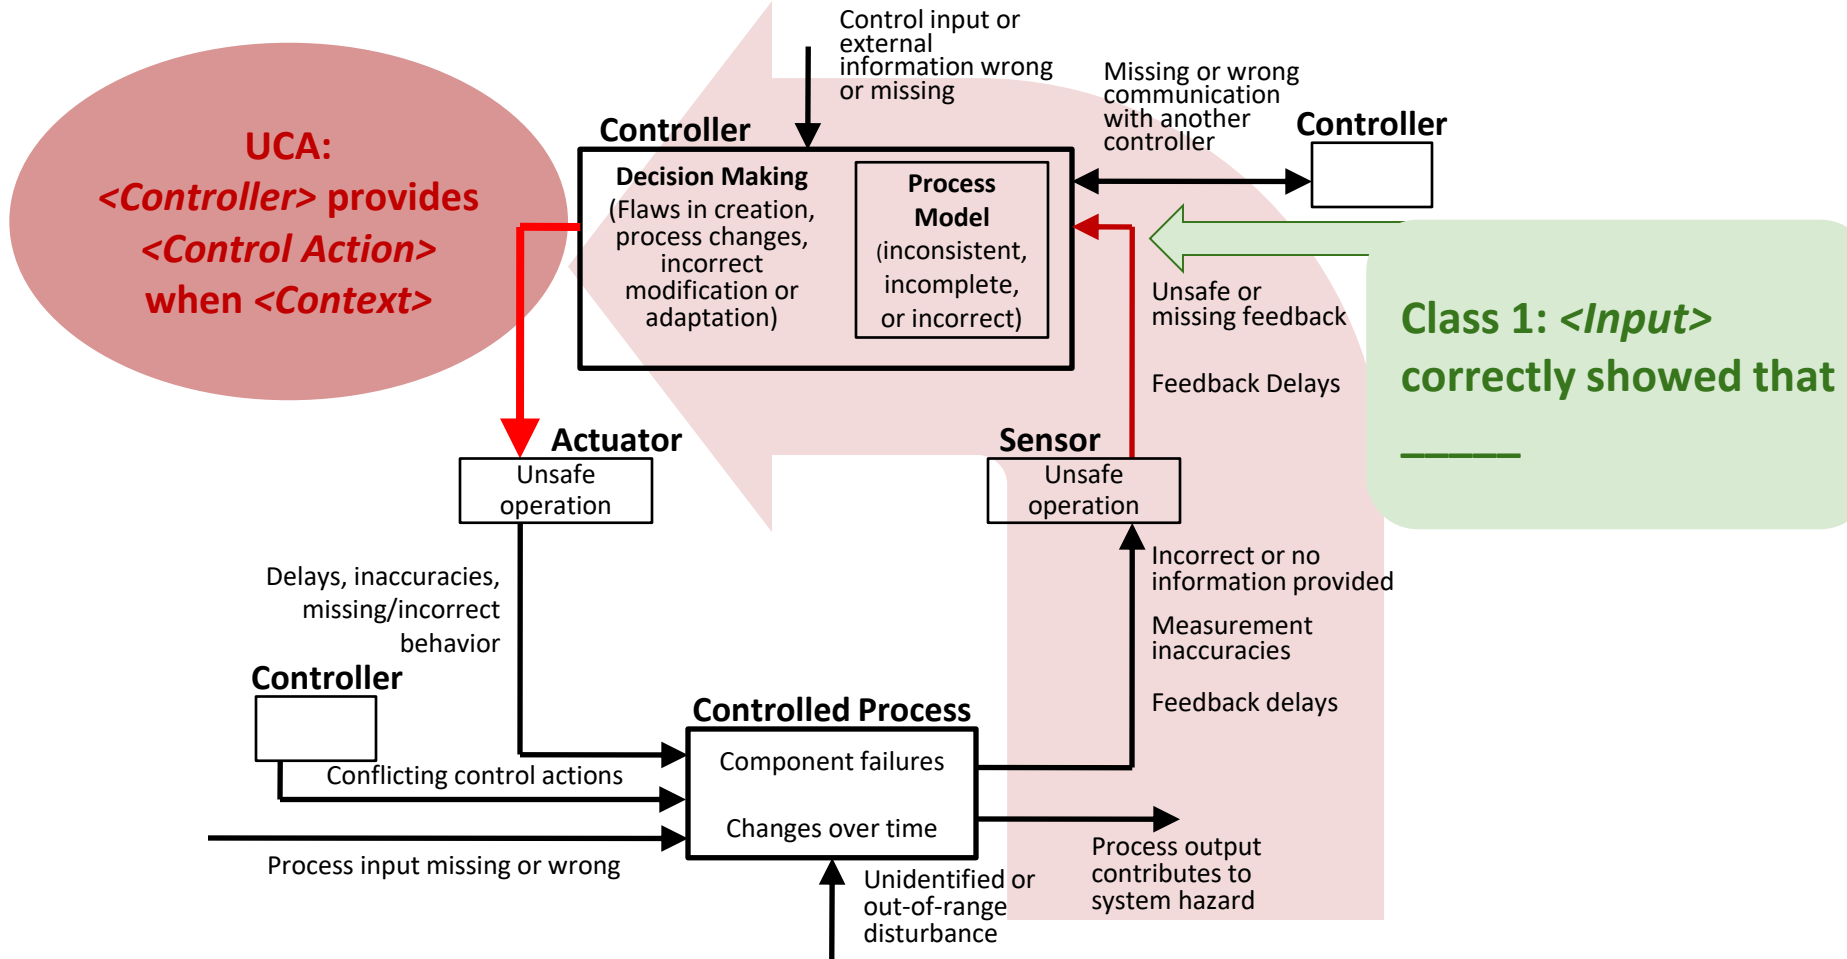 UCA:
<Controller> provides
<Control Action>
when <Context>
Control input or
external
information wrong
or missing
Missing or wrong
communication
with another
controller
Controller
Controller
Decision Making
(Flaws in creation,
process changes,
incorrect
modification or
adaptation)
Process
Model
(inconsistent,
incomplete,
or incorrect)
Unsafe or
missing feedback
Feedback Delays
Class 1: <Input>
correctly showed that
_____
Actuator
Unsafe
operation
Sensor
Unsafe
operation
Delays, inaccuracies,
missing/incorrect
behavior
Incorrect or no
information provided
Measurement
inaccuracies
Feedback delays
Controller
Conflicting control actions
Process input missing or wrong
Controlled Process
Component failures
Changes over time
Process output
contributes to
system hazard
Unidentified or
out-of-range
disturbance